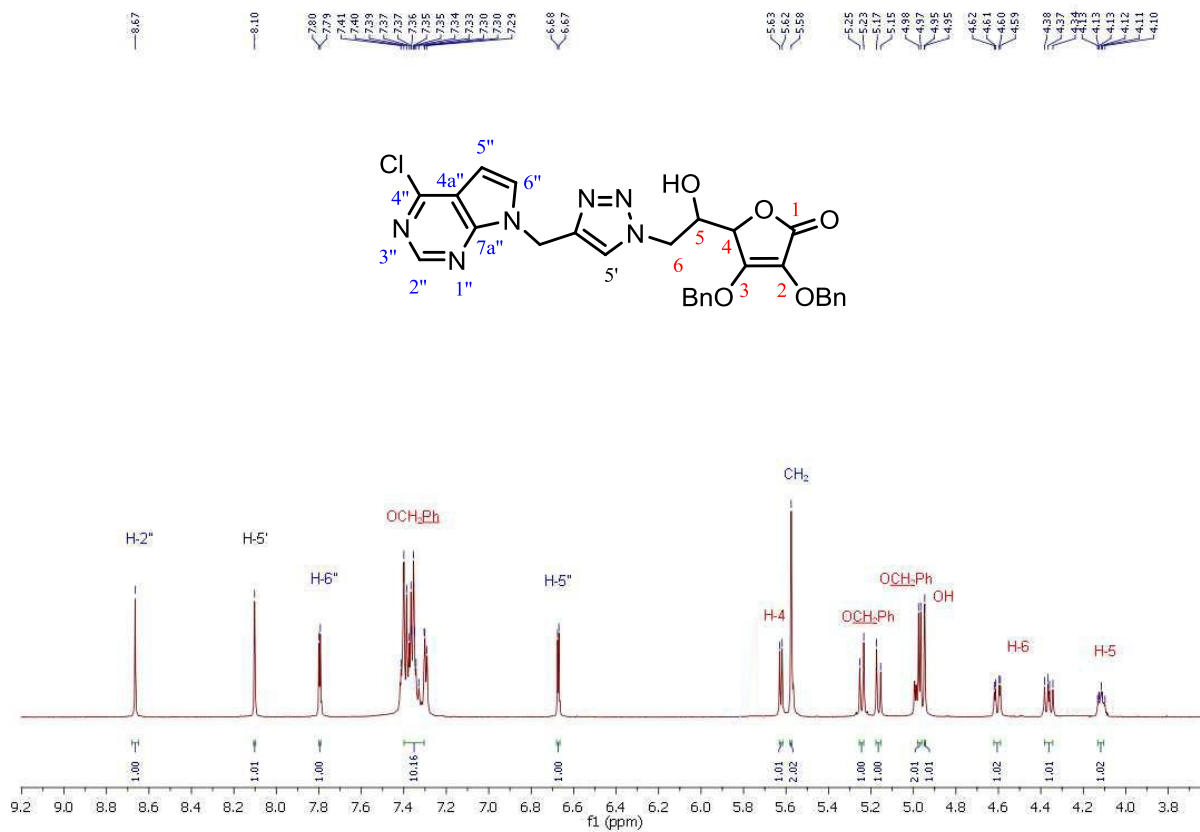 8.67 8.10 7.80 7.79 7.41 7.40 7.39 7.37 7.37 7.36 7.35 7.35 7.34 7.33 7.30 7.30 7.29 6.68 6.67 5.63 5.62 5.58 5.25 5.23 5.17 5.15 4.98 4.97 4.95 4.95 4.62 4.61 4.60 4.59 4.38 4.37 4.34 4.13 4.13 4.13 4.12 4.11 4.10
Cl 5''
4'' 4a'' 6''
N N=N HO O 1 O
3'' N 7a'' N N 5 4
2'' 1'' 5' 6 3 2
BnO OBn
CH₂
OCH₂Ph
H-2'' H-5' H-6'' H-5'' H-4 OCH₂Ph OCH₂Ph OH H-6 H-5
1.00 1.01 1.00 10.16 1.00 1.01 2.02 1.00 1.00 2.01 1.01 1.02 1.01 1.02
9.2 9.0 8.8 8.6 8.4 8.2 8.0 7.8 7.6 7.4 7.2 7.0 6.8 6.6 6.4 6.2 6.0 5.8 5.6 5.4 5.2 5.0 4.8 4.6 4.4 4.2 4.0 3.8
f1 (ppm)